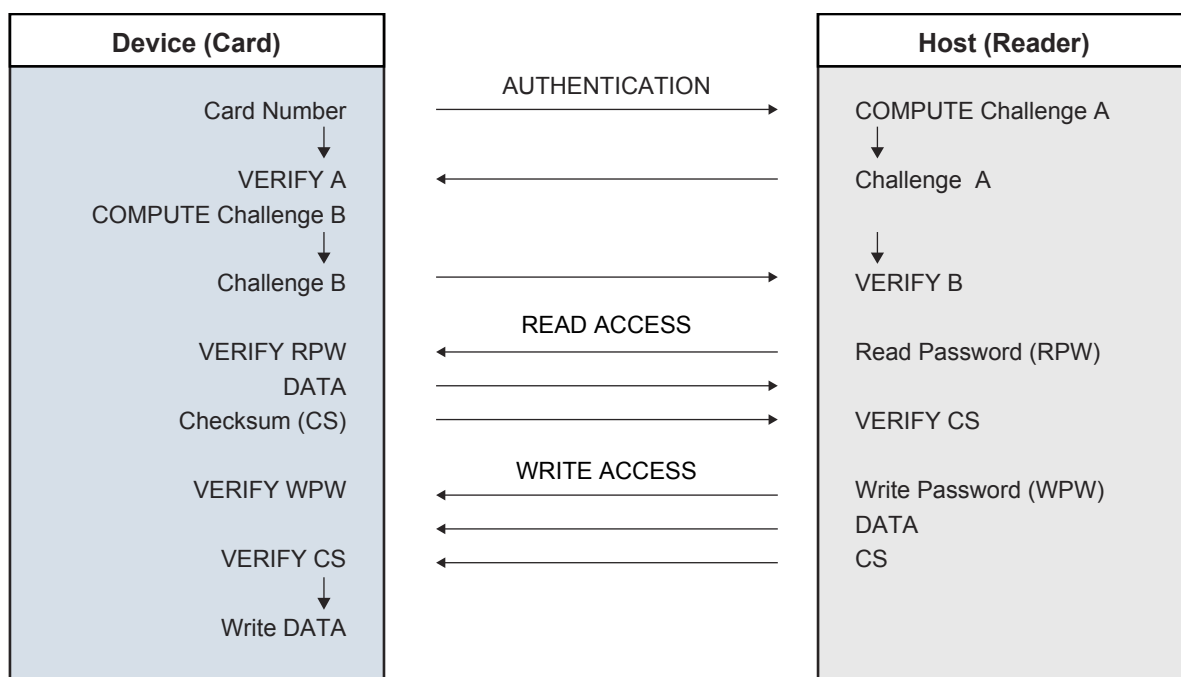 Device (Card)
Host (Reader)
AUTHENTICATION
Card Number
COMPUTE Challenge A
VERIFY A
Challenge A
COMPUTE Challenge B
Challenge B
VERIFY B
READ ACCESS
VERIFY RPW
Read Password (RPW)
DATA
Checksum (CS)
VERIFY CS
WRITE ACCESS
VERIFY WPW
Write Password (WPW)
DATA
VERIFY CS
CS
Write DATA